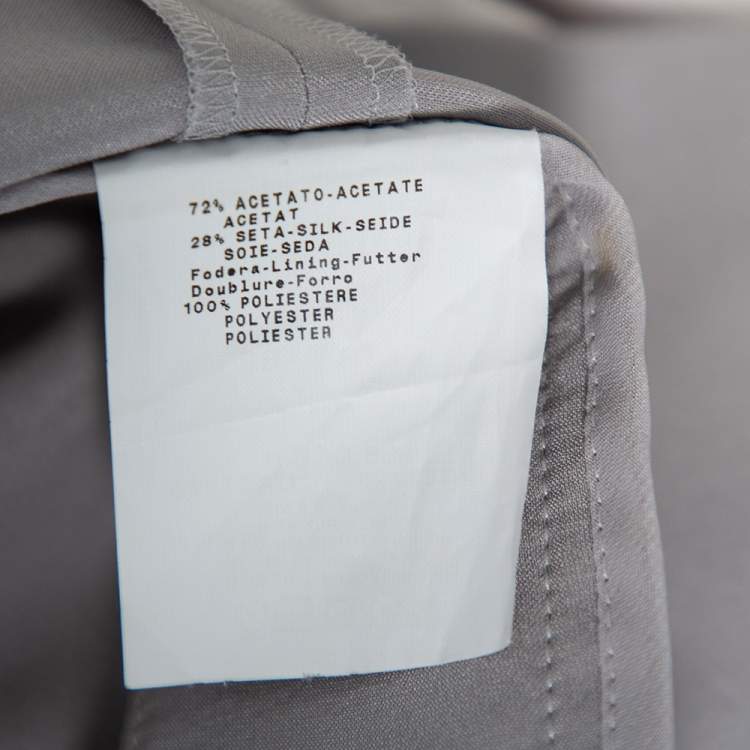 72% ACETATO-ACETATE
ACETAT
28% SETA-SILK-SEIDE
SOIE-SEDA
Fodera-Lining-Futter
Doublure-Forro
100% POLIESTERE
POLYESTER
POLIESTER